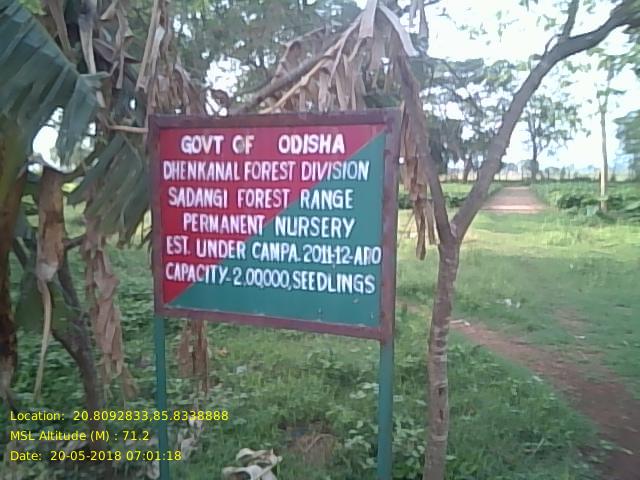 GOVT OF ODISHA
DHENKANAL FOREST DIVISION
SADANGI FOREST RANGE
PERMANENT NURSERY
EST. UNDER CAMPA. 2011-12-APO
CAPACITY-2,00,000, SEEDLINGS
Location: 20.8092833,85.8338888
MSL Altitude (M) : 71.2
Date: 20-05-2018 07:01:18